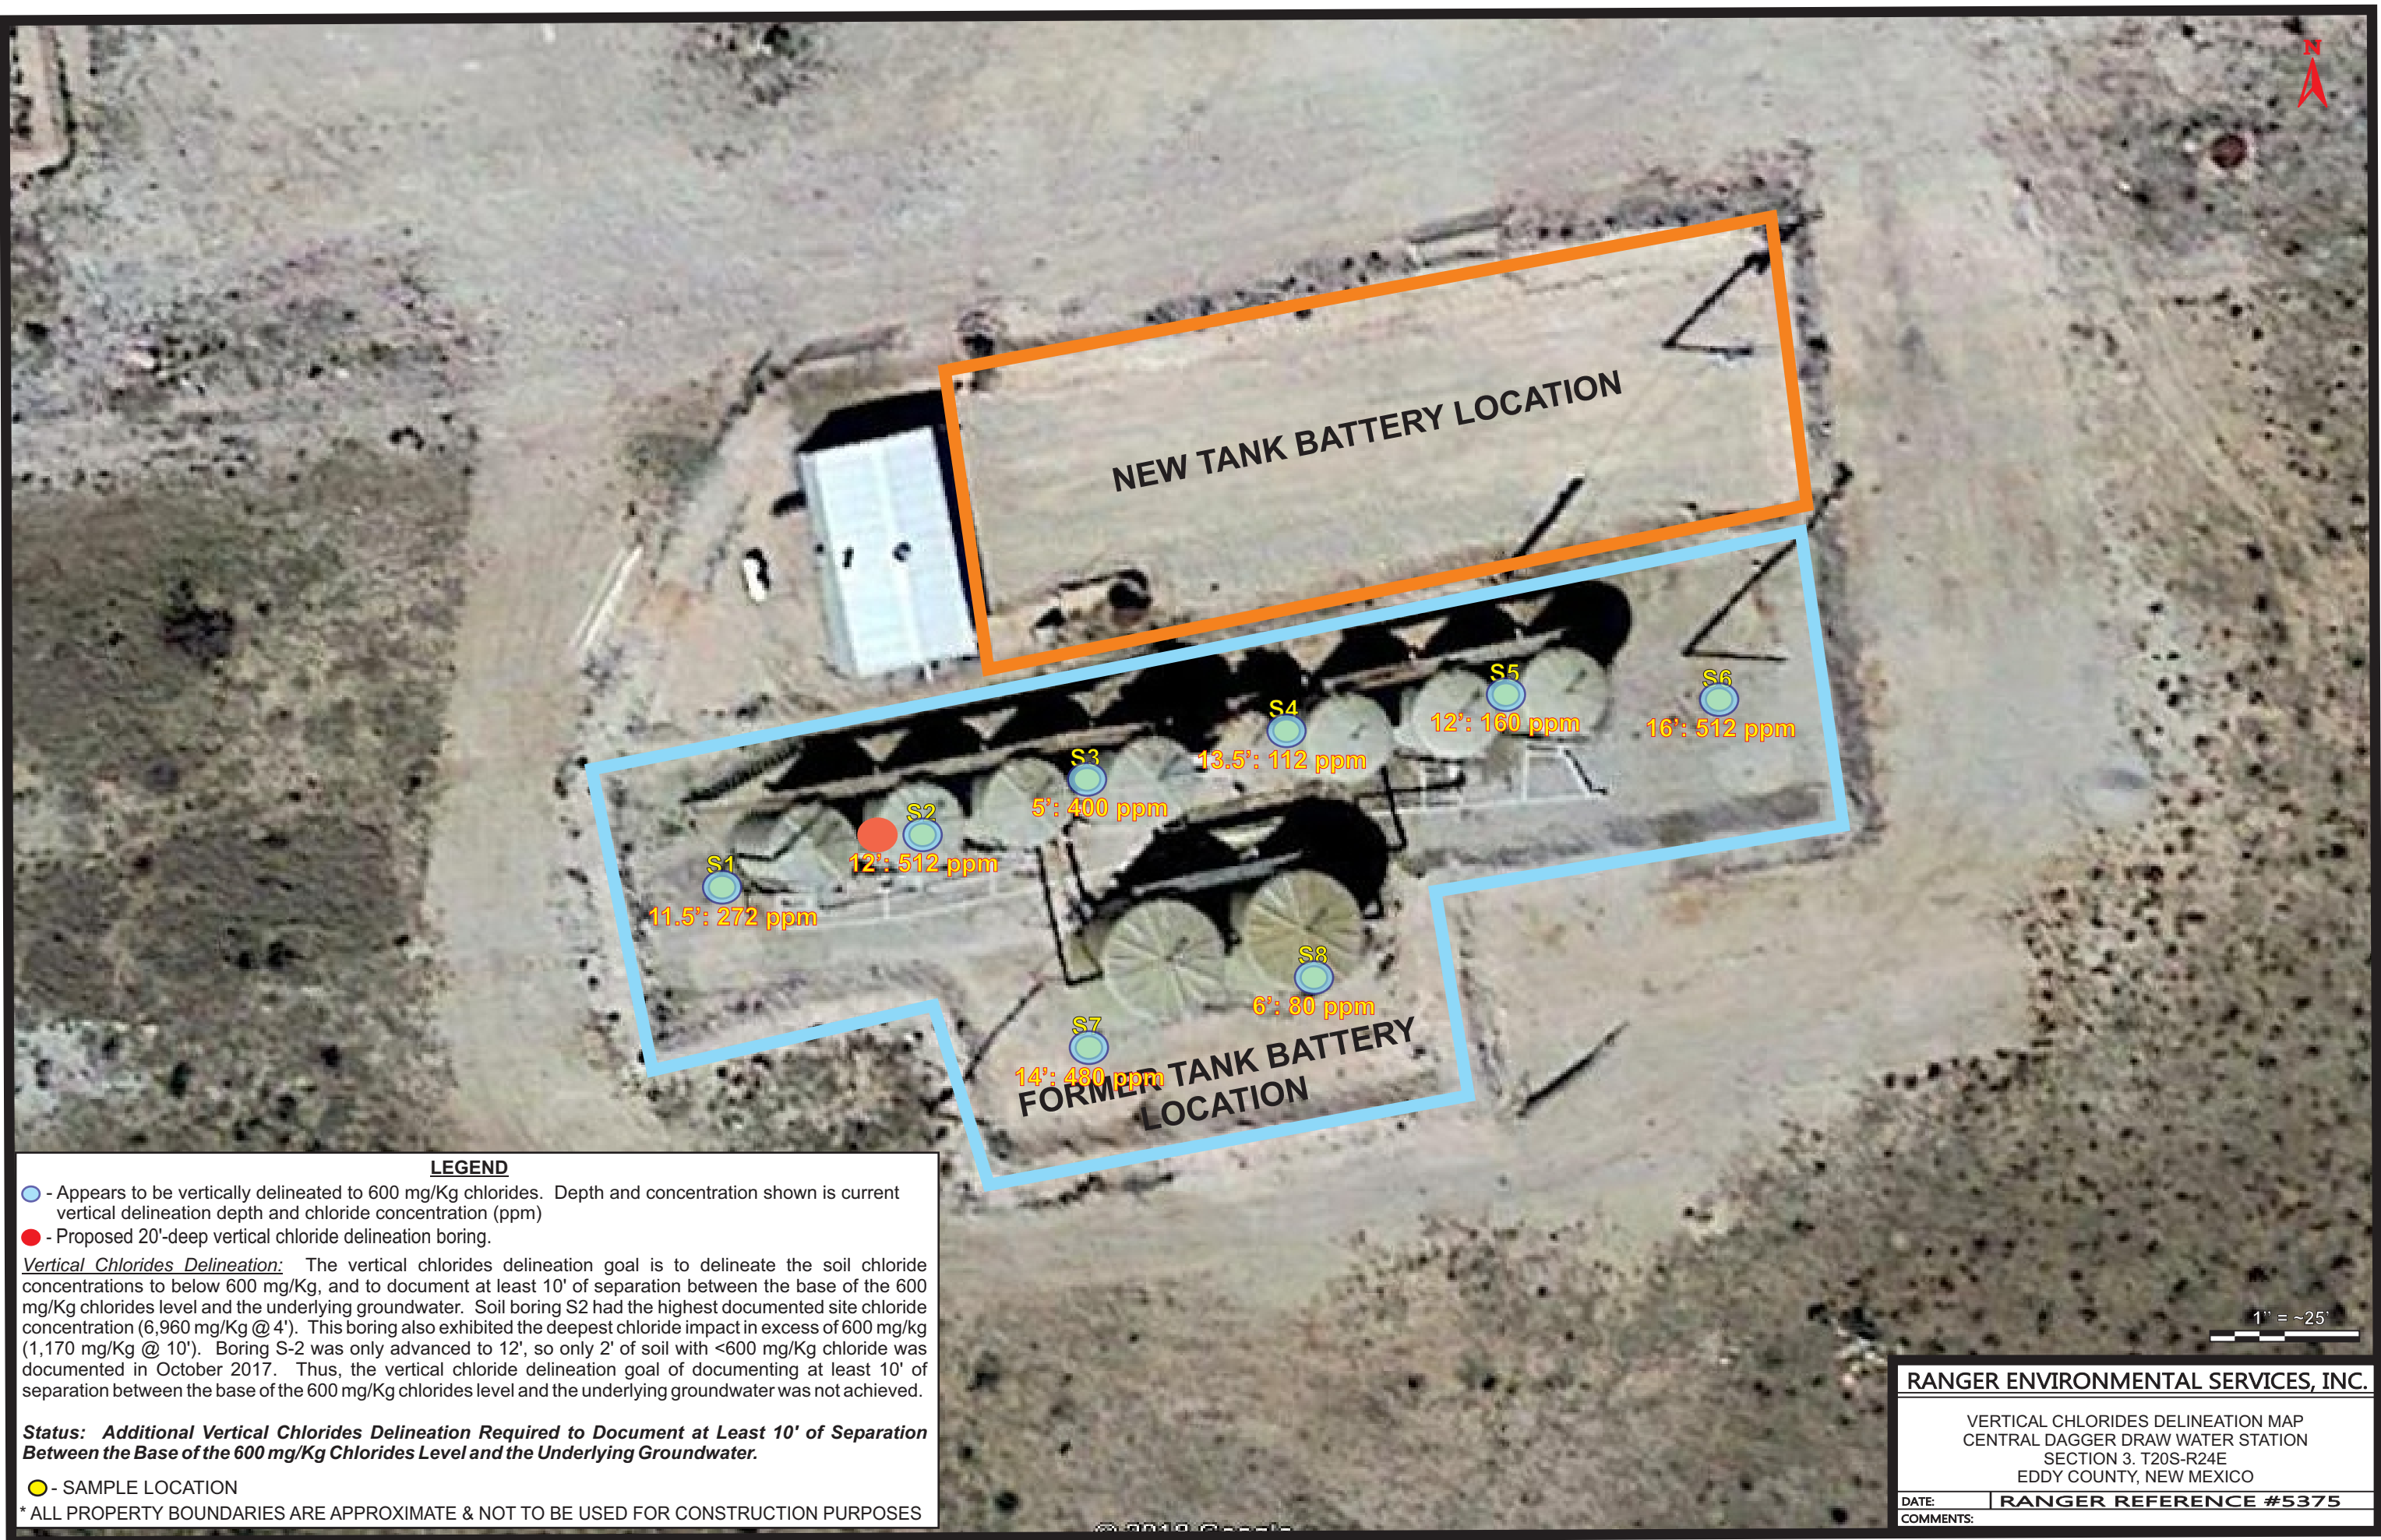 N
NEW TANK BATTERY LOCATION
S5
12’: 160 ppm
S6
16’: 512 ppm
S4
13.5’: 112 ppm
S3
5’: 400 ppm
S2
12’: 512 ppm
S1
11.5’: 272 ppm
S8
6’: 80 ppm
S7
14’: 480 ppm
FORMER TANK BATTERY
LOCATION
LEGEND
- Appears to be vertically delineated to 600 mg/Kg chlorides. Depth and concentration shown is current
vertical delineation depth and chloride concentration (ppm)
- Proposed 20'-deep vertical chloride delineation boring.
Vertical Chlorides Delineation: The vertical chlorides delineation goal is to delineate the soil chloride
concentrations to below 600 mg/Kg, and to document at least 10' of separation between the base of the 600
mg/Kg chlorides level and the underlying groundwater. Soil boring S2 had the highest documented site chloride
concentration (6,960 mg/Kg @ 4'). This boring also exhibited the deepest chloride impact in excess of 600 mg/kg
(1,170 mg/Kg @ 10'). Boring S-2 was only advanced to 12', so only 2' of soil with <600 mg/Kg chloride was
documented in October 2017. Thus, the vertical chloride delineation goal of documenting at least 10' of
separation between the base of the 600 mg/Kg chlorides level and the underlying groundwater was not achieved.
Status: Additional Vertical Chlorides Delineation Required to Document at Least 10' of Separation
Between the Base of the 600 mg/Kg Chlorides Level and the Underlying Groundwater.
- SAMPLE LOCATION
* ALL PROPERTY BOUNDARIES ARE APPROXIMATE & NOT TO BE USED FOR CONSTRUCTION PURPOSES
© 2018 Google
1" = ~25'
RANGER ENVIRONMENTAL SERVICES, INC.
VERTICAL CHLORIDES DELINEATION MAP
CENTRAL DAGGER DRAW WATER STATION
SECTION 3. T20S-R24E
EDDY COUNTY, NEW MEXICO
DATE: RANGER REFERENCE #5375
COMMENTS: